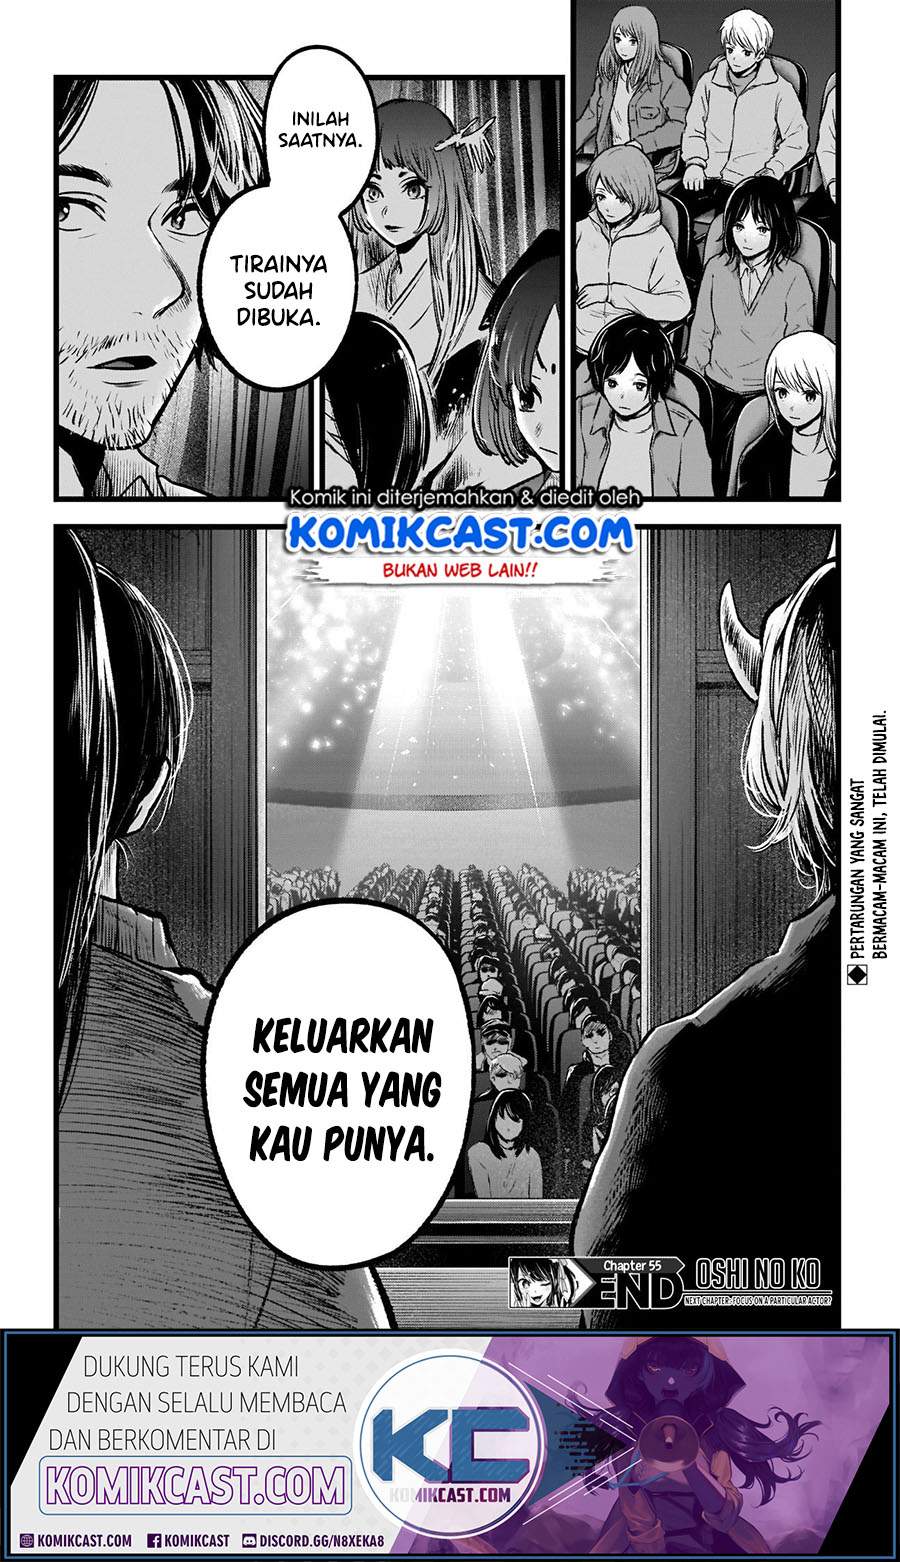 INILAH
SAATNYA.
TIRAINYA
SUDAH
DIBUKA.
Komik ini diterjemahkan & diedit oleh
KOMIKCAST.COM
BUKAN WEB LAIN!!
KELUARKAN
SEMUA YANG
KAU PUNYA.
PERTARUNGAN YANG SANGAT
BERMACAM-MACAM INI, TELAH DIMULAI.
Chapter 55
END
OSHI NO KO
NEXT CHAPTER: FOCUS ON A PARTICULAR ACTOR?
DUKUNG TERUS KAMI
DENGAN SELALU MEMBACA
DAN BERKOMENTAR DI
KOMIKCAST.COM
KOMIKCAST.COM
KOMIKCAST
DISCORD.GG/N8XEKA8
KC
KOMIKCAST.COM